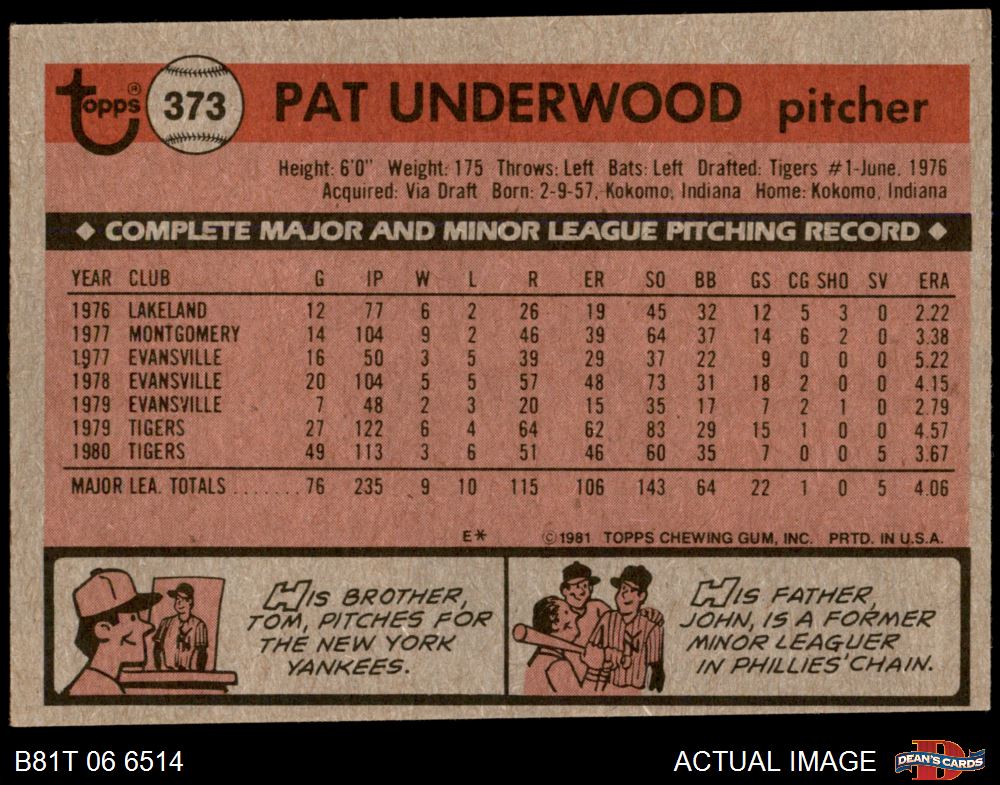 Topps® 373 PAT UNDERWOOD pitcher
Height: 6'0" Weight: 175 Throws: Left Bats: Left Drafted: Tigers #1-June, 1976
Acquired: Via Draft Born: 2-9-57, Kokomo, Indiana Home: Kokomo, Indiana
◆ COMPLETE MAJOR AND MINOR LEAGUE PITCHING RECORD ◆
YEAR CLUB G IP W L R ER SO BB GS CG SHO SV ERA
1976 LAKELAND 12 77 6 2 26 19 45 32 12 5 3 0 2.22
1977 MONTGOMERY 14 104 9 2 46 39 64 37 14 6 2 0 3.38
1977 EVANSVILLE 16 50 3 5 39 29 37 22 9 0 0 0 5.22
1978 EVANSVILLE 20 104 5 5 57 48 73 31 18 2 0 0 4.15
1979 EVANSVILLE 7 48 2 3 20 15 35 17 7 2 1 0 2.79
1979 TIGERS 27 122 6 4 64 62 83 29 15 1 0 0 4.57
1980 TIGERS 49 113 3 6 51 46 60 35 7 0 0 5 3.67
MAJOR LEA. TOTALS ....... 76 235 9 10 115 106 143 64 22 1 0 5 4.06
E* ©1981 TOPPS CHEWING GUM, INC. PRTD. IN U.S.A.
HIS BROTHER,
TOM, PITCHES FOR
THE NEW YORK
YANKEES.
HIS FATHER,
JOHN, IS A FORMER
MINOR LEAGUER
IN PHILLIES' CHAIN.
B81T 06 6514 ACTUAL IMAGE DEAN'S CARDS